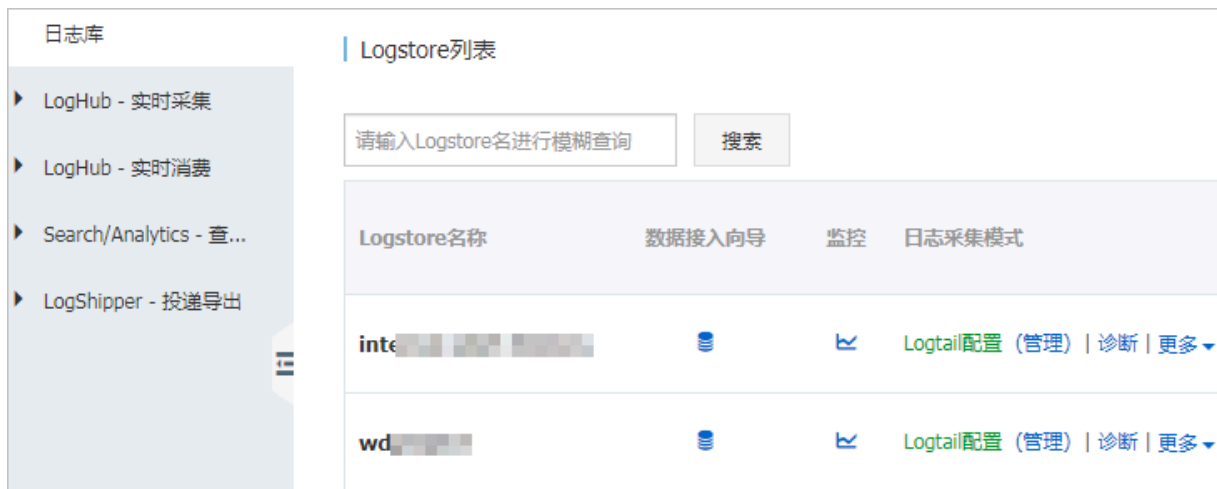 日志库
LogHub - 实时采集
LogHub - 实时消费
Search/Analytics - 查...
LogShipper - 投递导出
Logstore列表
请输入Logstore名进行模糊查询 搜索
Logstore名称 数据接入向导 监控 日志采集模式
Logtail配置 (管理) | 诊断 | 更多
Logtail配置 (管理) | 诊断 | 更多